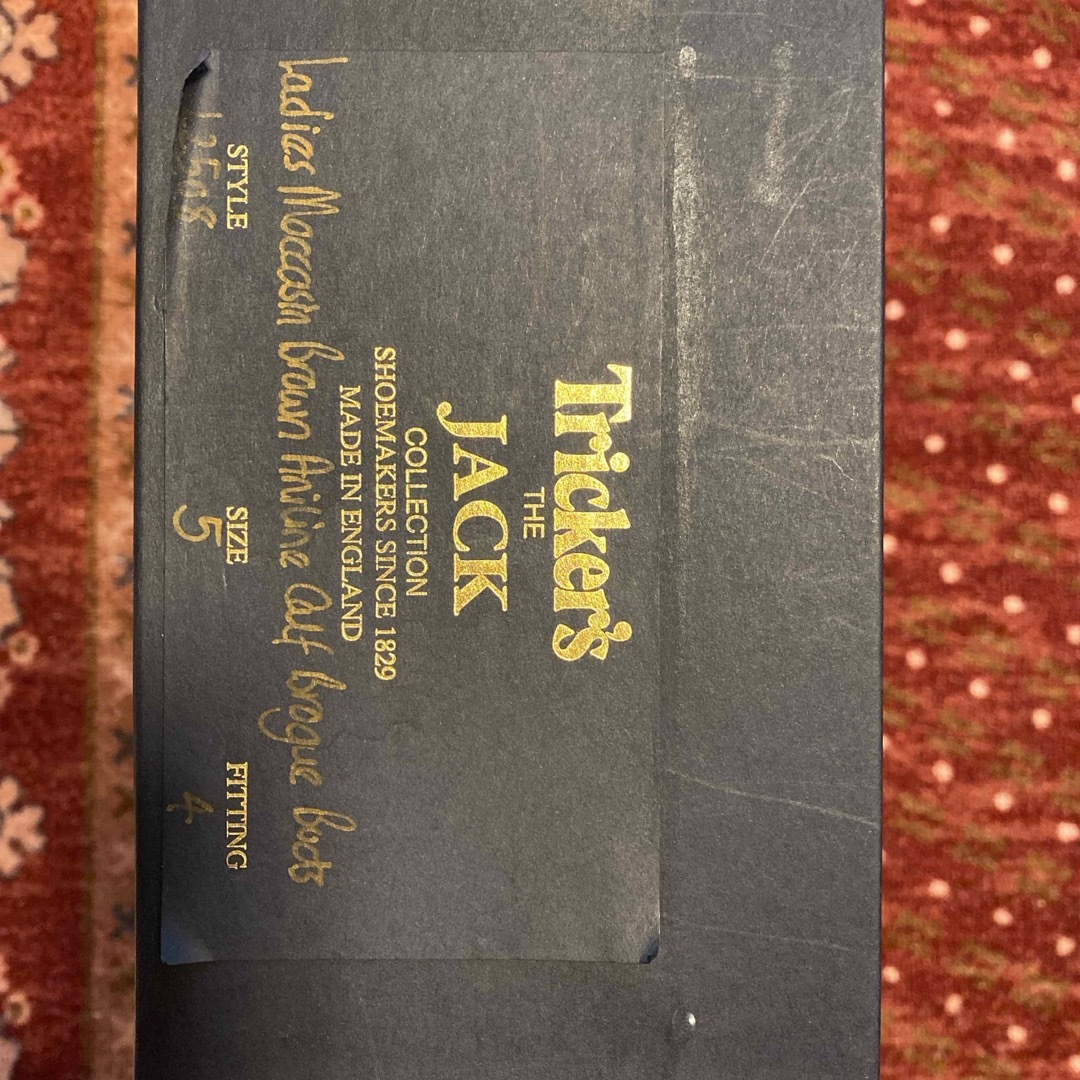 Tricker's
THE
JACK
COLLECTION
SHOEMAKERS SINCE 1829
MADE IN ENGLAND
Ladies Moccasin brown Aniline Calf brogue boots
STYLE SIZE FITTING
5 4